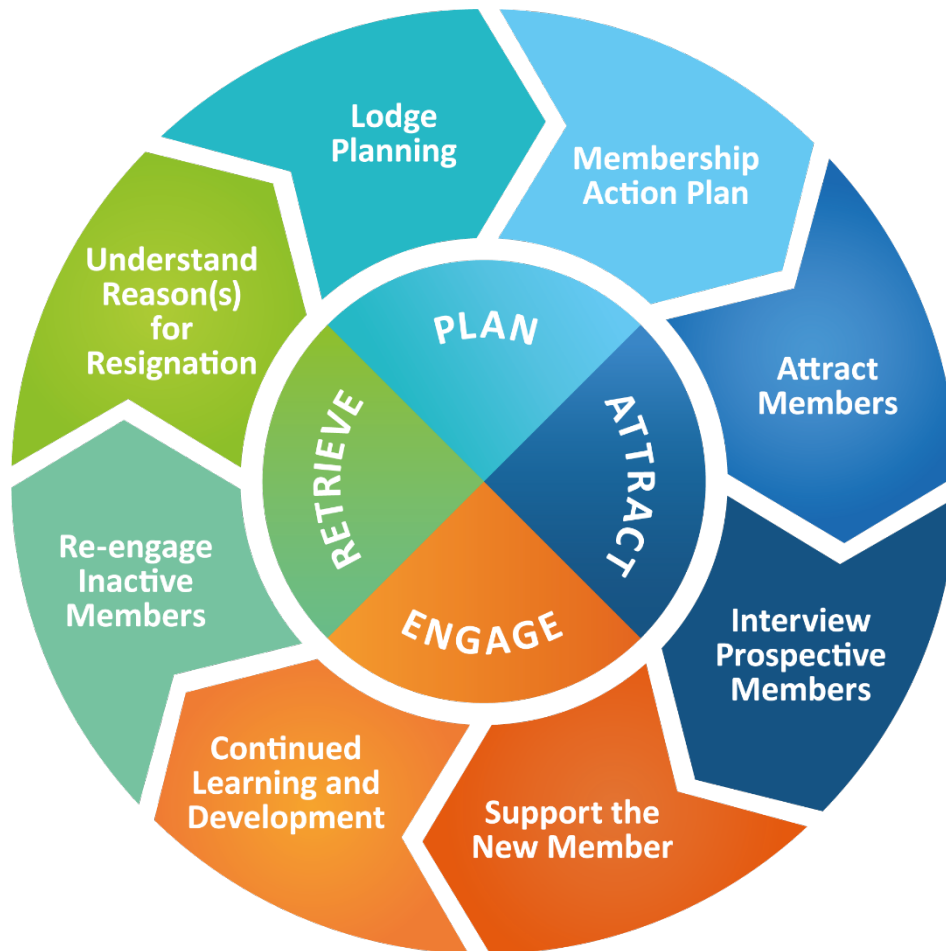 Lodge
Planning
Membership
Action Plan
Attract
Members
Interview
Prospective
Members
Support the
New Member
Continued
Learning and
Development
Re-engage
Inactive
Members
Understand
Reason(s)
for
Resignation
PLAN
ATTRACT
ENGAGE
RETRIEVE